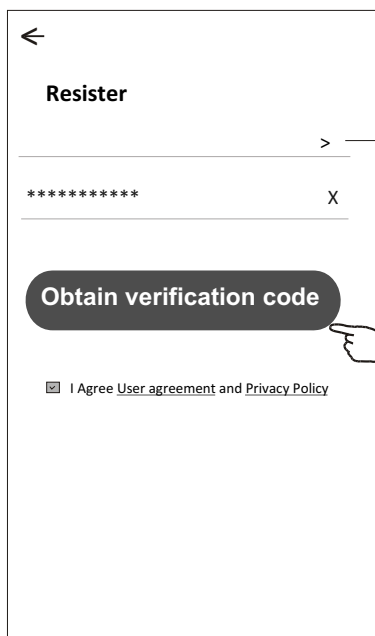 Resister
>
*********** X
Obtain verification code
I Agree User agreement and Privacy Policy